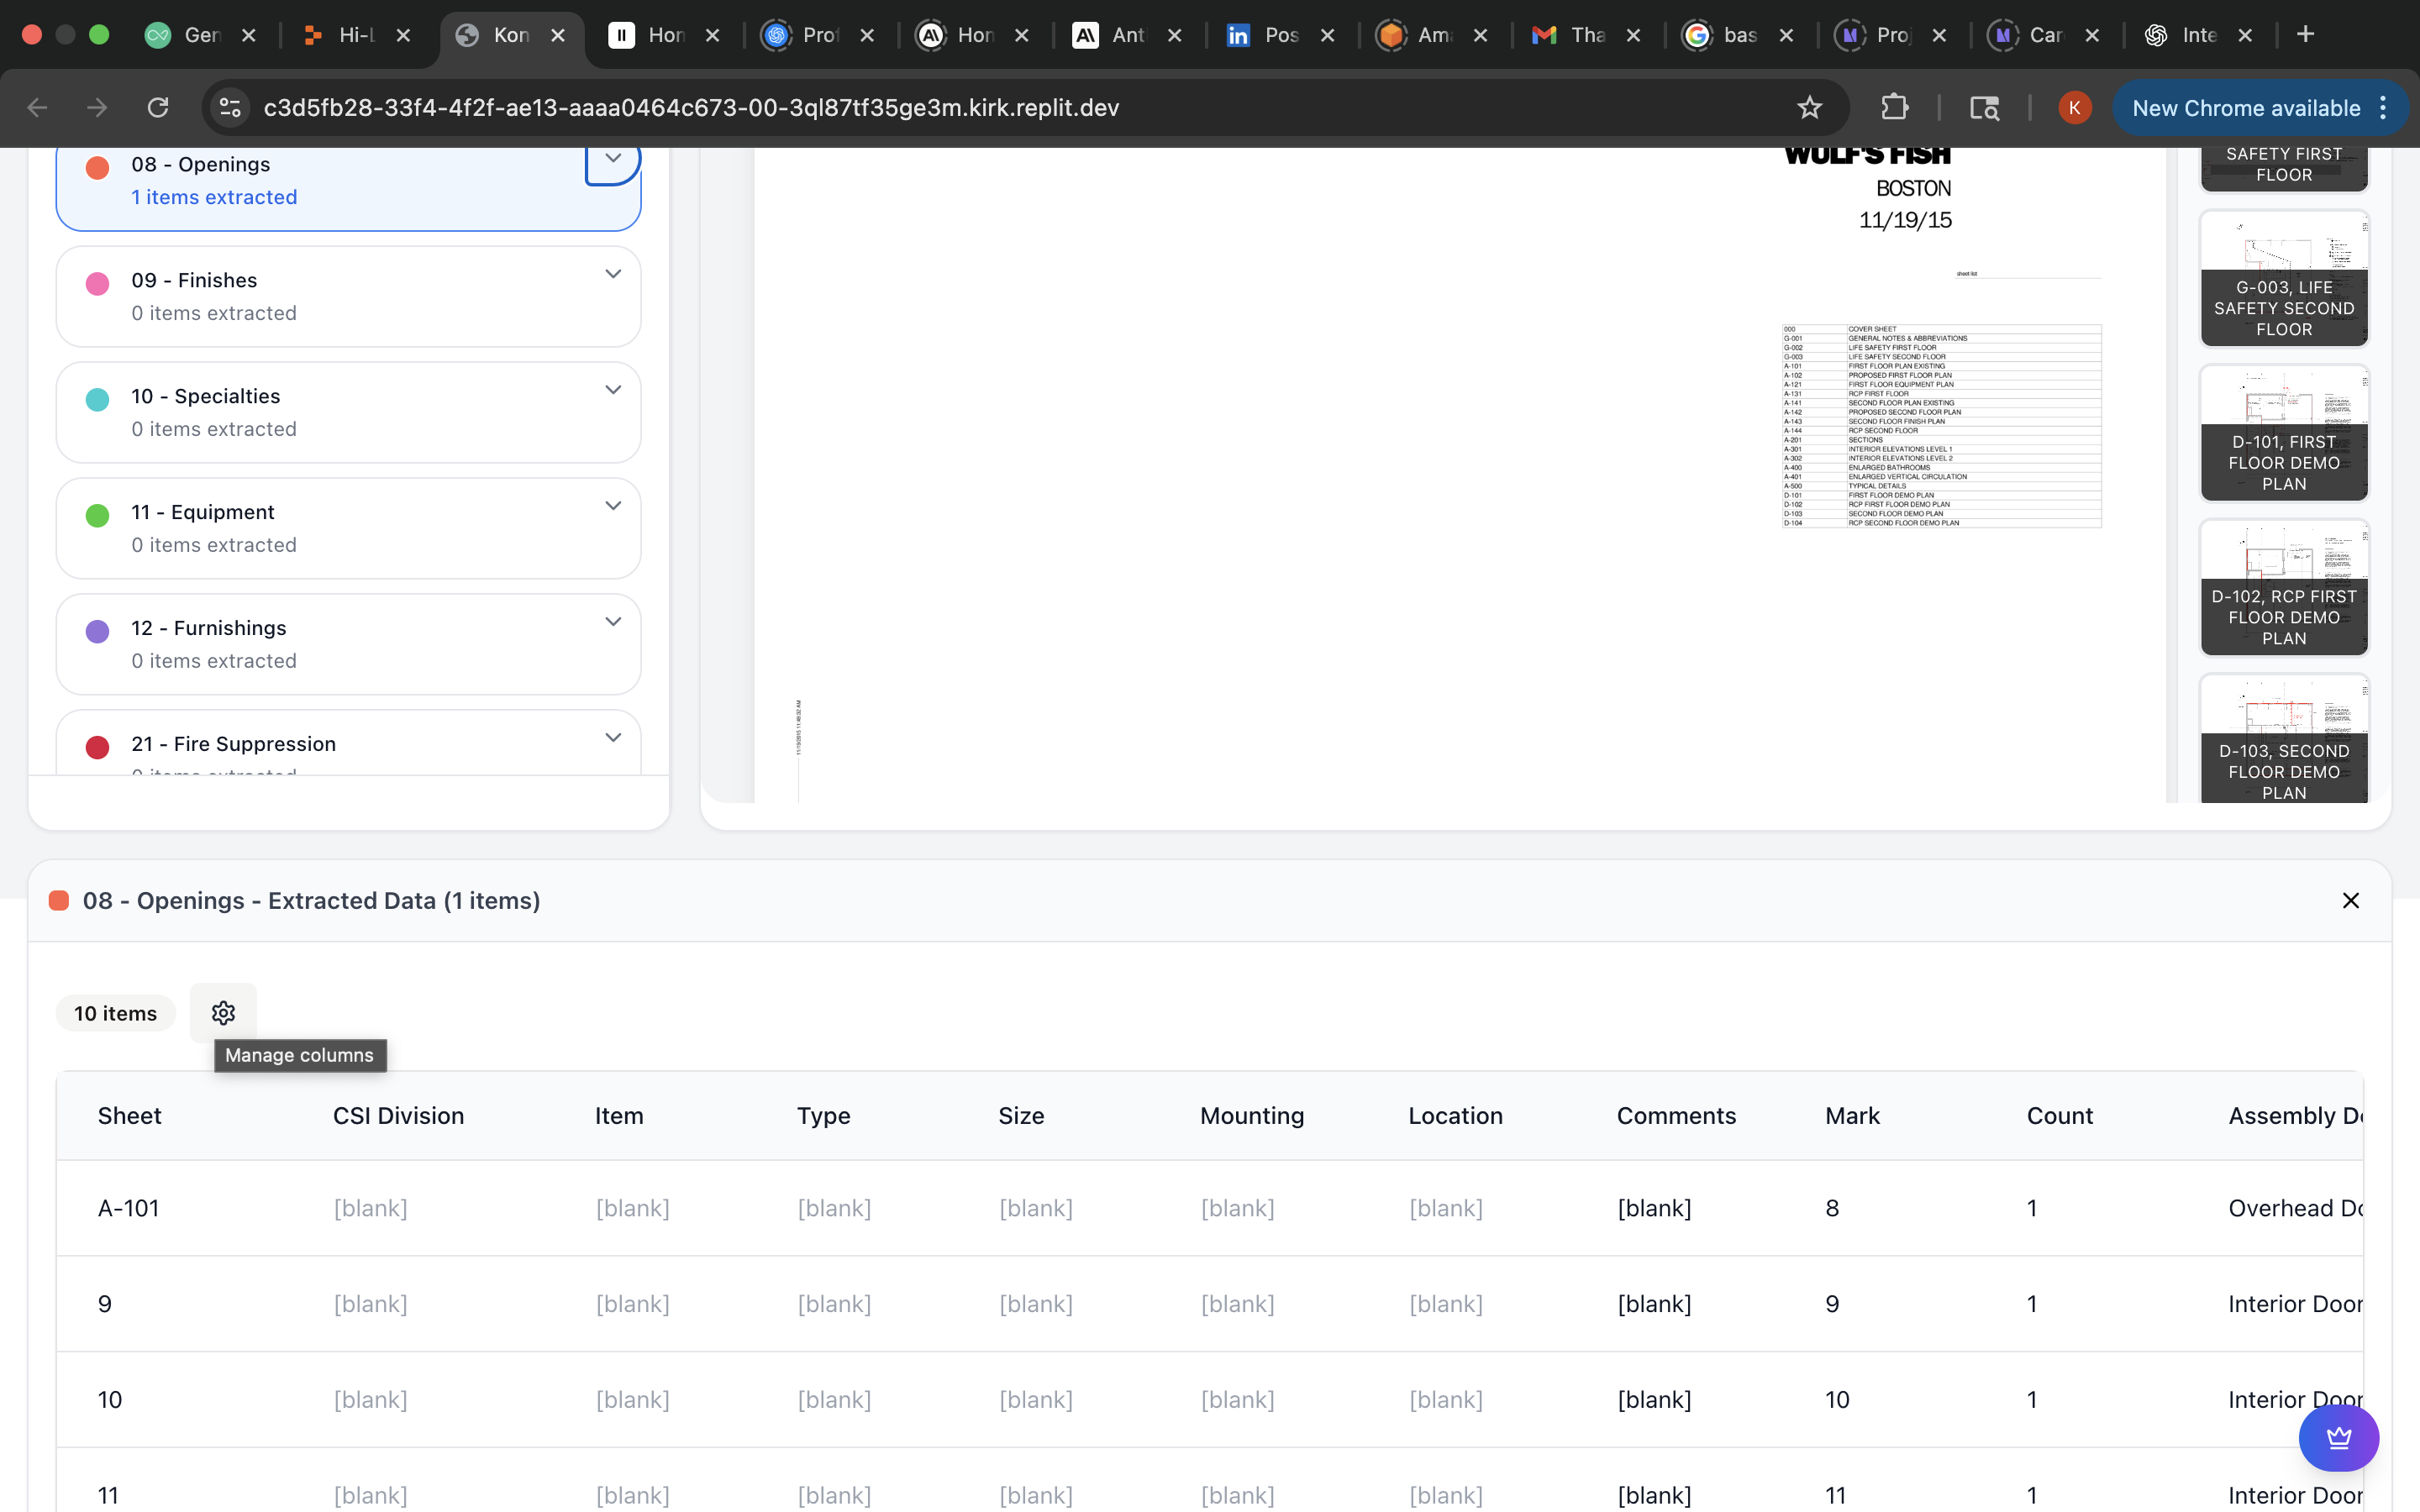 Gen
Hi-L
Kon
Hor
Prof
Hor
Ant
Pos
Ama
Tha
bas
Proj
Car
Inte
c3d5fb28-33f4-4f2f-ae13-aaaa0464c673-00-3ql87tf35ge3m.kirk.replit.dev
K
New Chrome available
08 - Openings
1 items extracted
09 - Finishes
0 items extracted
10 - Specialties
0 items extracted
11 - Equipment
0 items extracted
12 - Furnishings
0 items extracted
21 - Fire Suppression
0 items extracted
WULF'S FISH
BOSTON
11/19/15
sheet list
000 COVER SHEET
G-001 GENERAL NOTES & ABBREVIATIONS
G-002 LIFE SAFETY FIRST FLOOR
G-003 LIFE SAFETY SECOND FLOOR
A-101 FIRST FLOOR PLAN EXISTING
A-102 PROPOSED FIRST FLOOR PLAN
A-121 FIRST FLOOR EQUIPMENT PLAN
A-131 RCP FIRST FLOOR
A-141 SECOND FLOOR PLAN EXISTING
A-142 PROPOSED SECOND FLOOR PLAN
A-143 SECOND FLOOR FINISH PLAN
A-144 RCP SECOND FLOOR
A-201 SECTIONS
A-301 INTERIOR ELEVATIONS LEVEL 1
A-302 INTERIOR ELEVATIONS LEVEL 2
A-400 ENLARGED BATHROOMS
A-401 ENLARGED VERTICAL CIRCULATION
A-500 TYPICAL DETAILS
D-101 FIRST FLOOR DEMO PLAN
D-102 RCP FIRST FLOOR DEMO PLAN
D-103 SECOND FLOOR DEMO PLAN
D-104 RCP SECOND FLOOR DEMO PLAN
SAFETY FIRST
FLOOR
G-003, LIFE
SAFETY SECOND
FLOOR
D-101, FIRST
FLOOR DEMO
PLAN
D-102, RCP FIRST
FLOOR DEMO
PLAN
D-103, SECOND
FLOOR DEMO
PLAN
08 - Openings - Extracted Data (1 items)
10 items
Manage columns
Sheet CSI Division Item Type Size Mounting Location Comments Mark Count Assembly De
A-101 [blank] [blank] [blank] [blank] [blank] [blank] [blank] 8 1 Overhead Do
9 [blank] [blank] [blank] [blank] [blank] [blank] [blank] 9 1 Interior Door
10 [blank] [blank] [blank] [blank] [blank] [blank] [blank] 10 1 Interior Door
11 [blank] [blank] [blank] [blank] [blank] [blank] [blank] 11 1 Interior Door